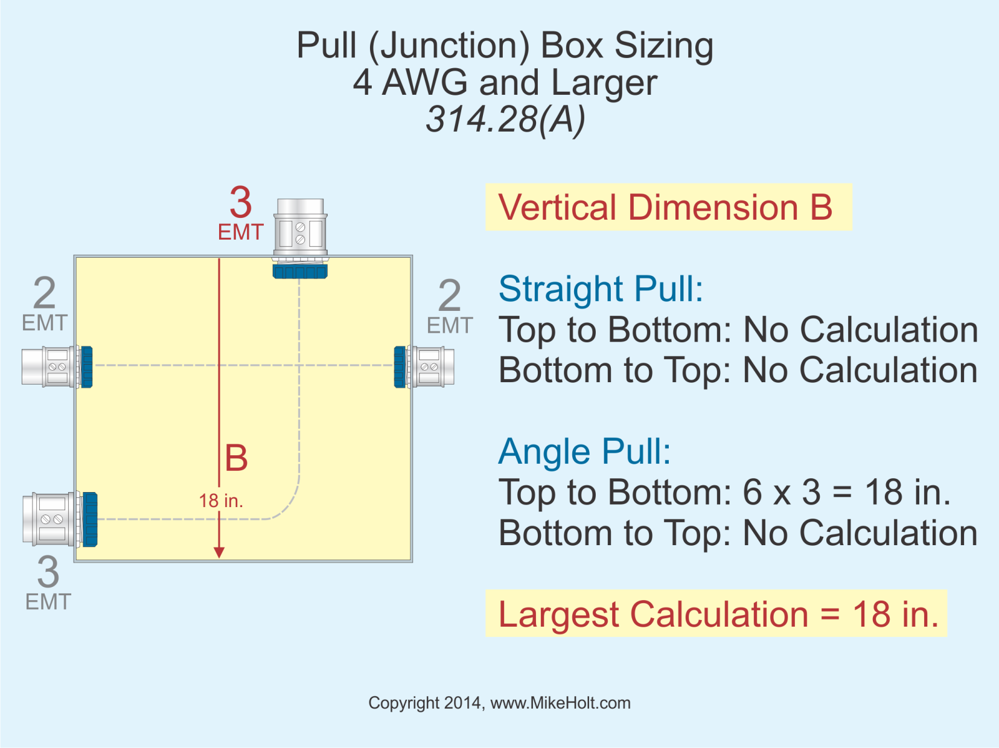 Pull (Junction) Box Sizing
4 AWG and Larger
314.28(A)
3
EMT
2
EMT
2
EMT
B
18 in.
3
EMT
Vertical Dimension B
Straight Pull:
Top to Bottom: No Calculation
Bottom to Top: No Calculation
Angle Pull:
Top to Bottom: 6 x 3 = 18 in.
Bottom to Top: No Calculation
Largest Calculation = 18 in.
Copyright 2014, www.MikeHolt.com